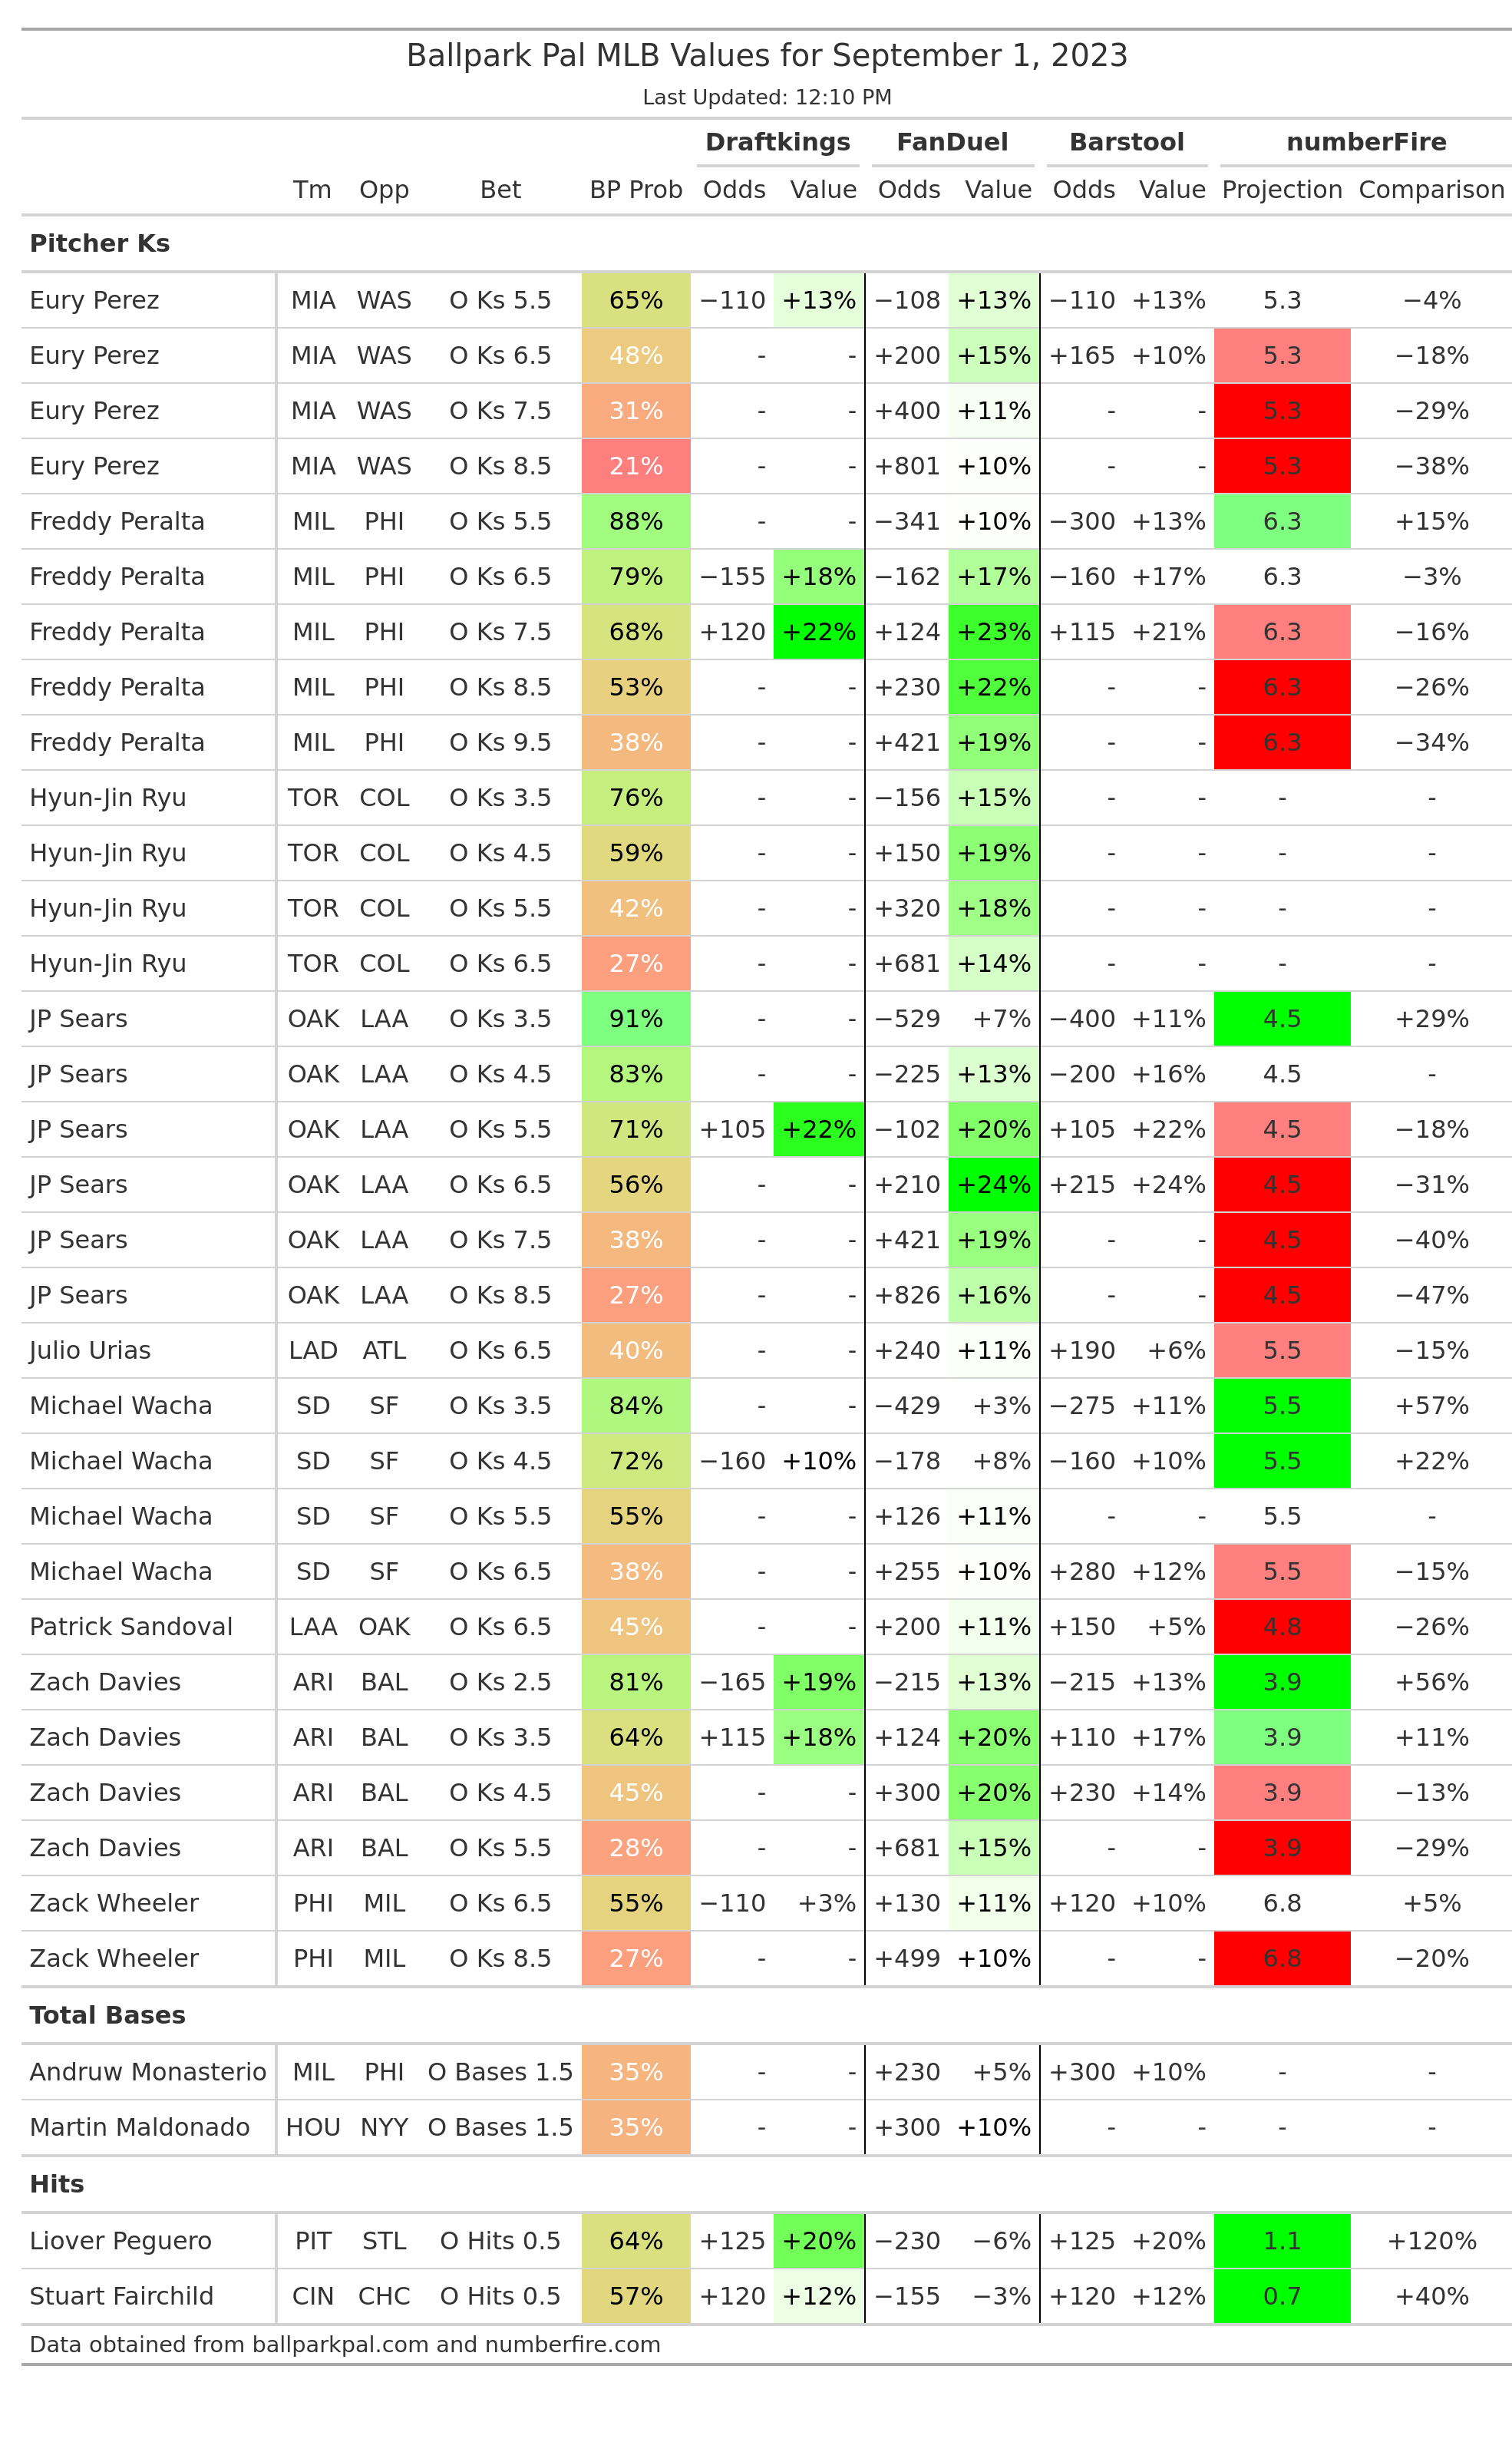 Ballpark Pal MLB Values for September 1, 2023
Last Updated: 12:10 PM
Draftkings FanDuel Barstool numberFire
Tm Opp Bet BP Prob Odds Value Odds Value Odds Value Projection Comparison
Pitcher Ks
Eury Perez MIA WAS O Ks 5.5 65% −110 +13% −108 +13% −110 +13% 5.3 −4%
Eury Perez MIA WAS O Ks 6.5 48% - - +200 +15% +165 +10% 5.3 −18%
Eury Perez MIA WAS O Ks 7.5 31% - - +400 +11% - - 5.3 −29%
Eury Perez MIA WAS O Ks 8.5 21% - - +801 +10% - - 5.3 −38%
Freddy Peralta MIL PHI O Ks 5.5 88% - - −341 +10% −300 +13% 6.3 +15%
Freddy Peralta MIL PHI O Ks 6.5 79% −155 +18% −162 +17% −160 +17% 6.3 −3%
Freddy Peralta MIL PHI O Ks 7.5 68% +120 +22% +124 +23% +115 +21% 6.3 −16%
Freddy Peralta MIL PHI O Ks 8.5 53% - - +230 +22% - - 6.3 −26%
Freddy Peralta MIL PHI O Ks 9.5 38% - - +421 +19% - - 6.3 −34%
Hyun-Jin Ryu TOR COL O Ks 3.5 76% - - −156 +15% - - - -
Hyun-Jin Ryu TOR COL O Ks 4.5 59% - - +150 +19% - - - -
Hyun-Jin Ryu TOR COL O Ks 5.5 42% - - +320 +18% - - - -
Hyun-Jin Ryu TOR COL O Ks 6.5 27% - - +681 +14% - - - -
JP Sears OAK LAA O Ks 3.5 91% - - −529 +7% −400 +11% 4.5 +29%
JP Sears OAK LAA O Ks 4.5 83% - - −225 +13% −200 +16% 4.5 -
JP Sears OAK LAA O Ks 5.5 71% +105 +22% −102 +20% +105 +22% 4.5 −18%
JP Sears OAK LAA O Ks 6.5 56% - - +210 +24% +215 +24% 4.5 −31%
JP Sears OAK LAA O Ks 7.5 38% - - +421 +19% - - 4.5 −40%
JP Sears OAK LAA O Ks 8.5 27% - - +826 +16% - - 4.5 −47%
Julio Urias LAD ATL O Ks 6.5 40% - - +240 +11% +190 +6% 5.5 −15%
Michael Wacha SD SF O Ks 3.5 84% - - −429 +3% −275 +11% 5.5 +57%
Michael Wacha SD SF O Ks 4.5 72% −160 +10% −178 +8% −160 +10% 5.5 +22%
Michael Wacha SD SF O Ks 5.5 55% - - +126 +11% - - 5.5 -
Michael Wacha SD SF O Ks 6.5 38% - - +255 +10% +280 +12% 5.5 −15%
Patrick Sandoval LAA OAK O Ks 6.5 45% - - +200 +11% +150 +5% 4.8 −26%
Zach Davies ARI BAL O Ks 2.5 81% −165 +19% −215 +13% −215 +13% 3.9 +56%
Zach Davies ARI BAL O Ks 3.5 64% +115 +18% +124 +20% +110 +17% 3.9 +11%
Zach Davies ARI BAL O Ks 4.5 45% - - +300 +20% +230 +14% 3.9 −13%
Zach Davies ARI BAL O Ks 5.5 28% - - +681 +15% - - 3.9 −29%
Zack Wheeler PHI MIL O Ks 6.5 55% −110 +3% +130 +11% +120 +10% 6.8 +5%
Zack Wheeler PHI MIL O Ks 8.5 27% - - +499 +10% - - 6.8 −20%
Total Bases
Andruw Monasterio MIL PHI O Bases 1.5 35% - - +230 +5% +300 +10% - -
Martin Maldonado HOU NYY O Bases 1.5 35% - - +300 +10% - - - -
Hits
Liover Peguero PIT STL O Hits 0.5 64% +125 +20% −230 −6% +125 +20% 1.1 +120%
Stuart Fairchild CIN CHC O Hits 0.5 57% +120 +12% −155 −3% +120 +12% 0.7 +40%
Data obtained from ballparkpal.com and numberfire.com